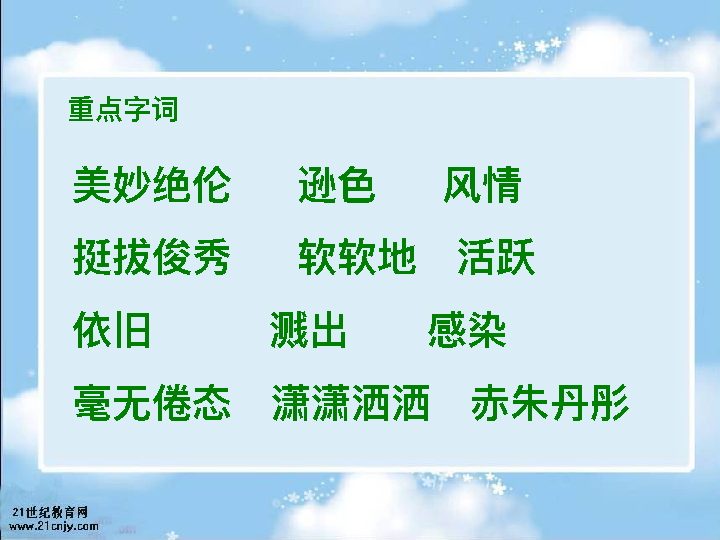 重点字词
美妙绝伦 逊色 风情
挺拔俊秀 软软地 活跃
依旧 溅出 感染
毫无倦态 潇潇洒洒 赤朱丹彤
21世纪教育网
www.21cnjy.com